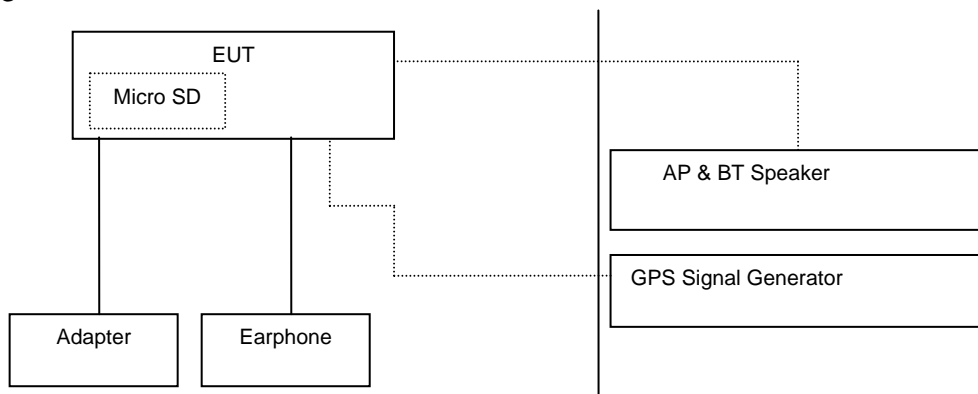 EUT
Micro SD
AP & BT Speaker
GPS Signal Generator
Adapter
Earphone